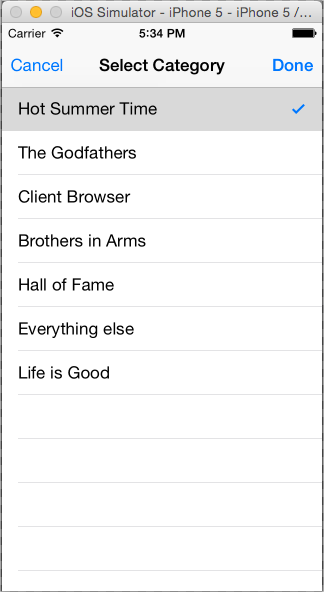 iOS Simulator - iPhone 5 - iPhone 5 /...
Carrier 5:34 PM
Cancel Select Category Done
Hot Summer Time
The Godfathers
Client Browser
Brothers in Arms
Hall of Fame
Everything else
Life is Good